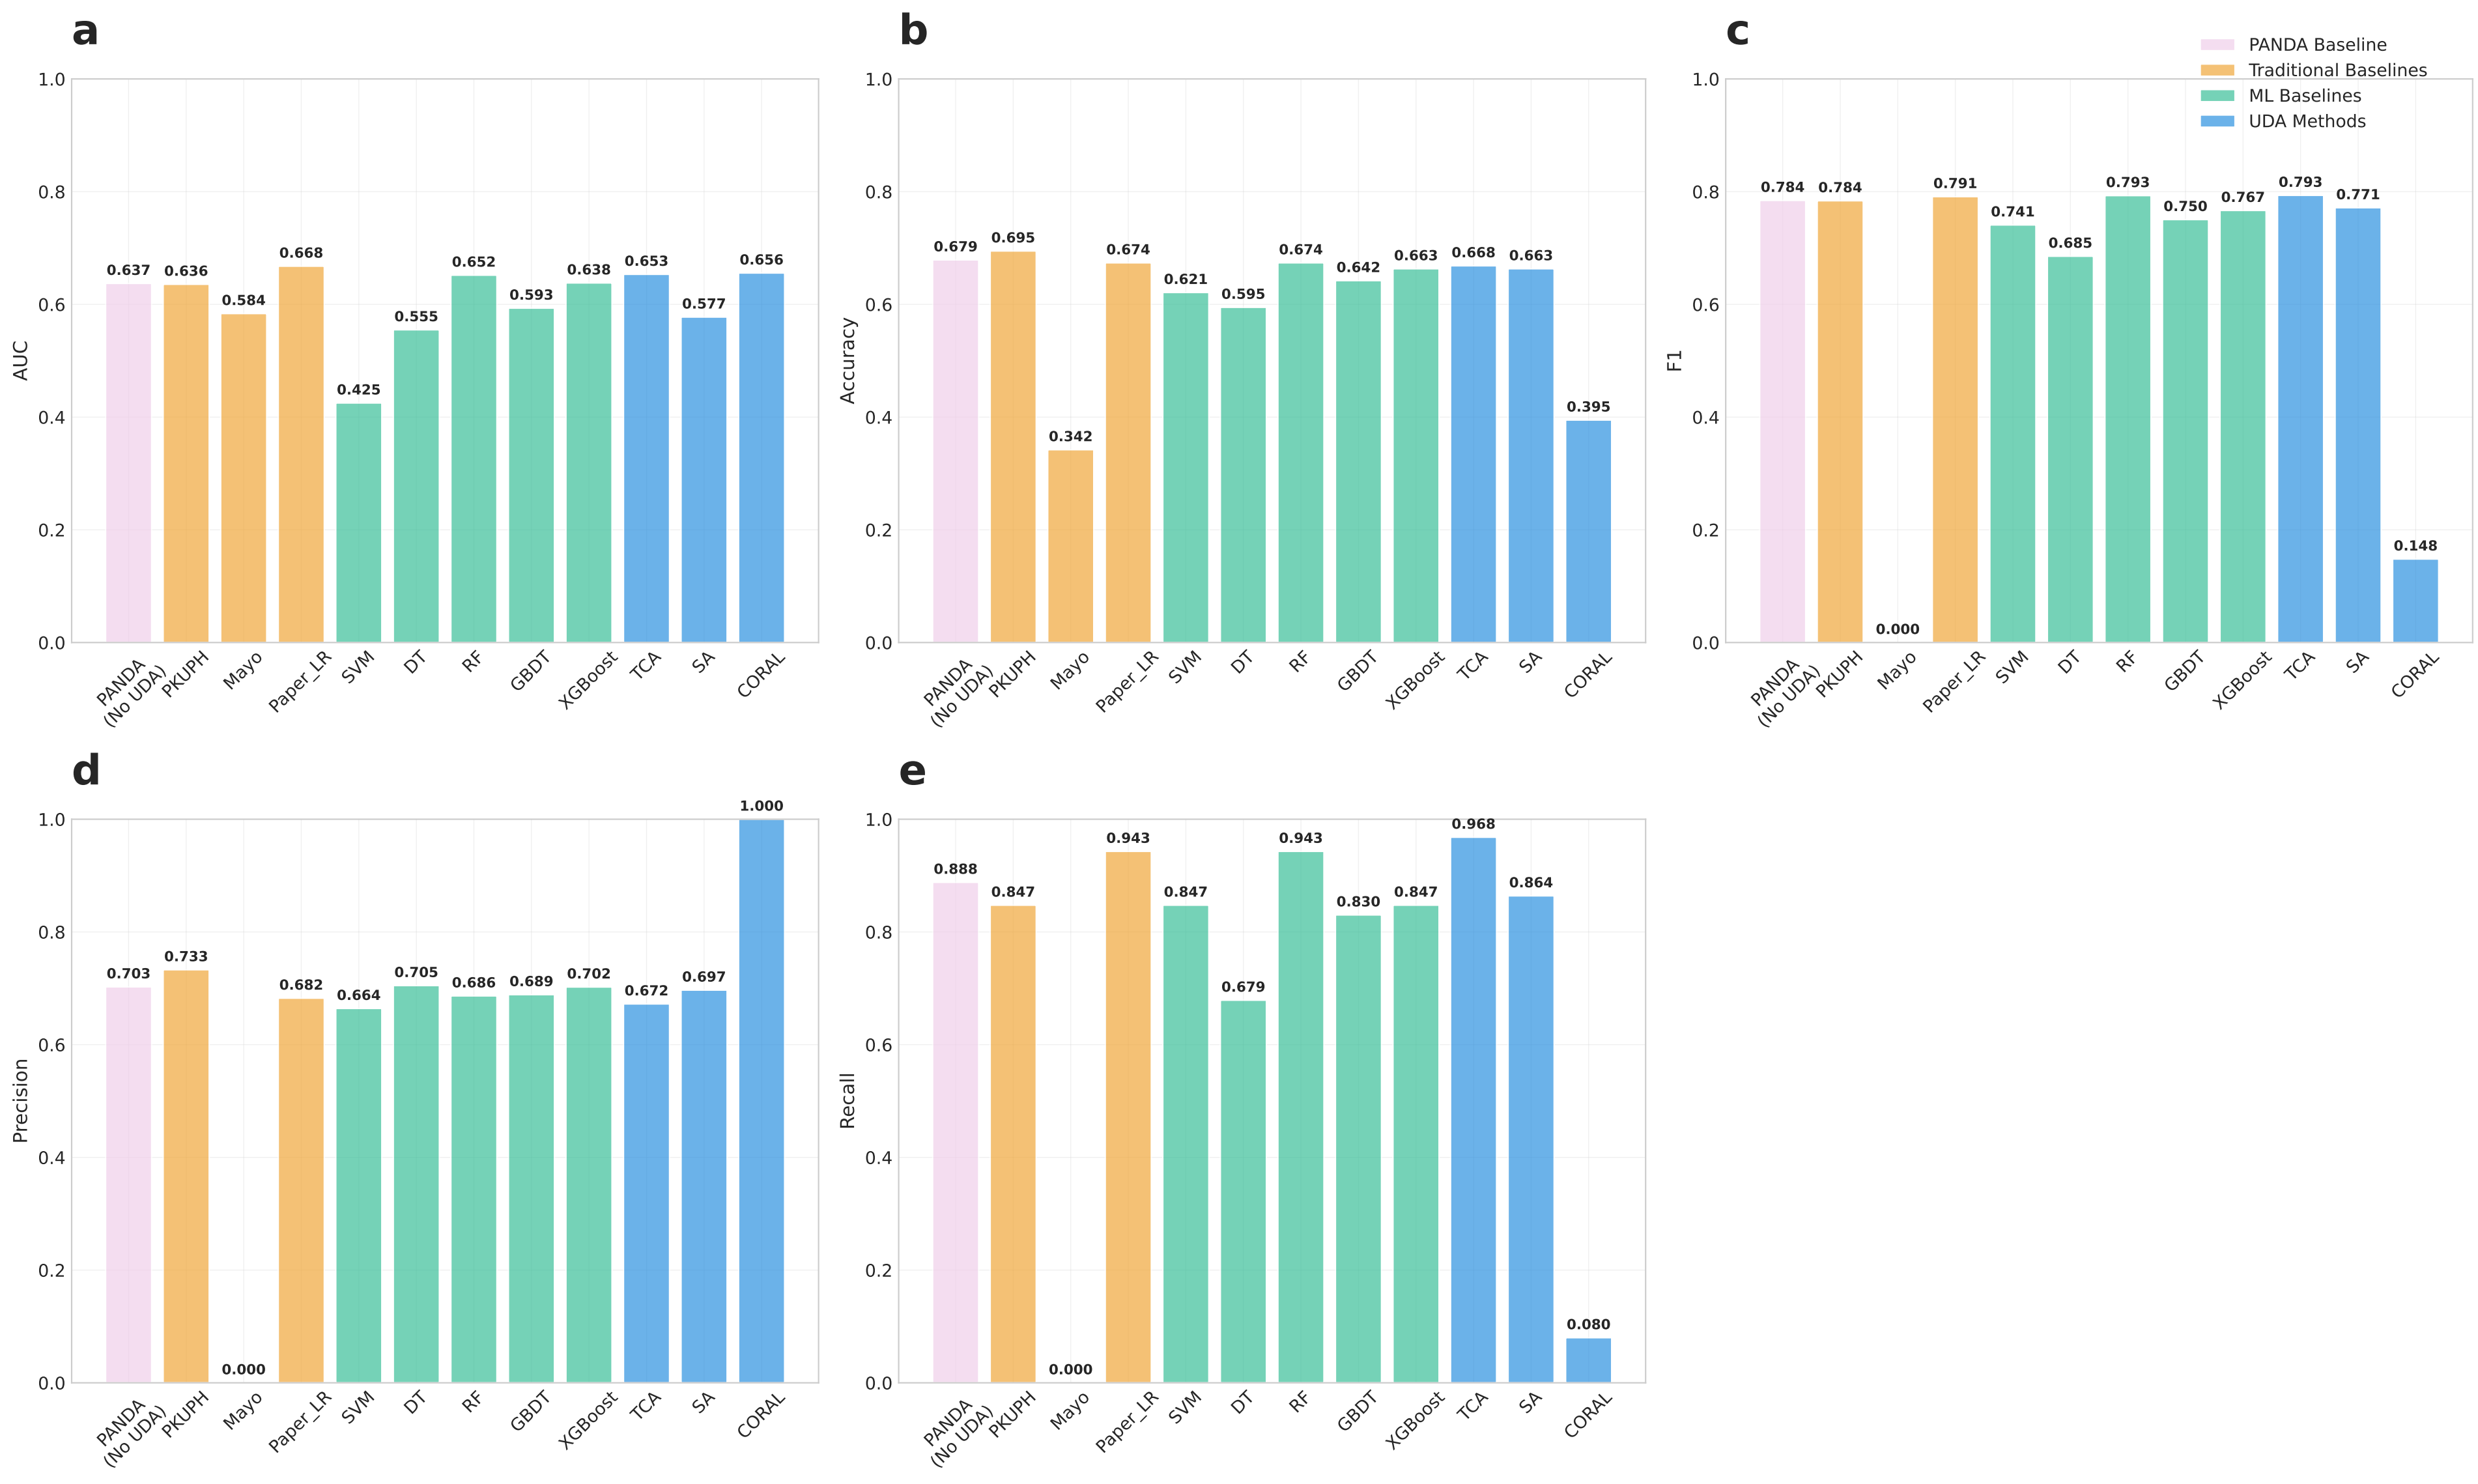 a
1.0
0.8
0.6
0.4
0.2
0.0
AUC
0.637
0.636
0.584
0.668
0.425
0.555
0.652
0.593
0.638
0.653
0.577
0.656
PANDA
(No UDA)
PKUPH
Mayo
Paper_LR
SVM
DT
RF
GBDT
XGBoost
TCA
SA
CORAL
b
1.0
0.8
0.6
0.4
0.2
0.0
Accuracy
0.679
0.695
0.342
0.674
0.621
0.595
0.674
0.642
0.663
0.668
0.663
0.395
PANDA
(No UDA)
PKUPH
Mayo
Paper_LR
SVM
DT
RF
GBDT
XGBoost
TCA
SA
CORAL
c
PANDA Baseline
Traditional Baselines
ML Baselines
UDA Methods
1.0
0.8
0.6
0.4
0.2
0.0
F1
0.784
0.784
0.000
0.791
0.741
0.685
0.793
0.750
0.767
0.793
0.771
0.148
PANDA
(No UDA)
PKUPH
Mayo
Paper_LR
SVM
DT
RF
GBDT
XGBoost
TCA
SA
CORAL
d
1.0
0.8
0.6
0.4
0.2
0.0
Precision
0.703
0.733
0.000
0.682
0.664
0.705
0.686
0.689
0.702
0.672
0.697
1.000
PANDA
(No UDA)
PKUPH
Mayo
Paper_LR
SVM
DT
RF
GBDT
XGBoost
TCA
SA
CORAL
e
1.0
0.8
0.6
0.4
0.2
0.0
Recall
0.888
0.847
0.000
0.943
0.847
0.679
0.943
0.830
0.847
0.968
0.864
0.080
PANDA
(No UDA)
PKUPH
Mayo
Paper_LR
SVM
DT
RF
GBDT
XGBoost
TCA
SA
CORAL